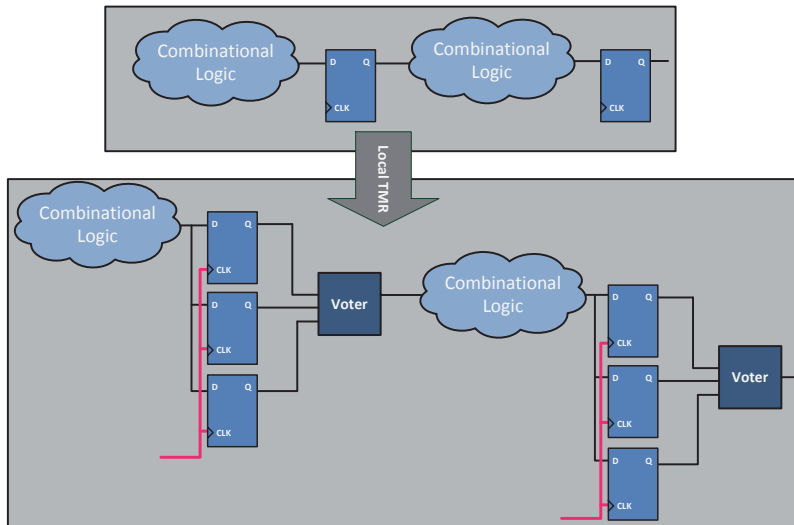 Combinational
Logic
D
Q
CLK
Combinational
Logic
D
Q
CLK
Local TMR
Combinational
Logic
D
Q
CLK
D
Q
CLK
D
Q
CLK
Voter
Combinational
Logic
D
Q
CLK
D
Q
CLK
D
Q
CLK
Voter